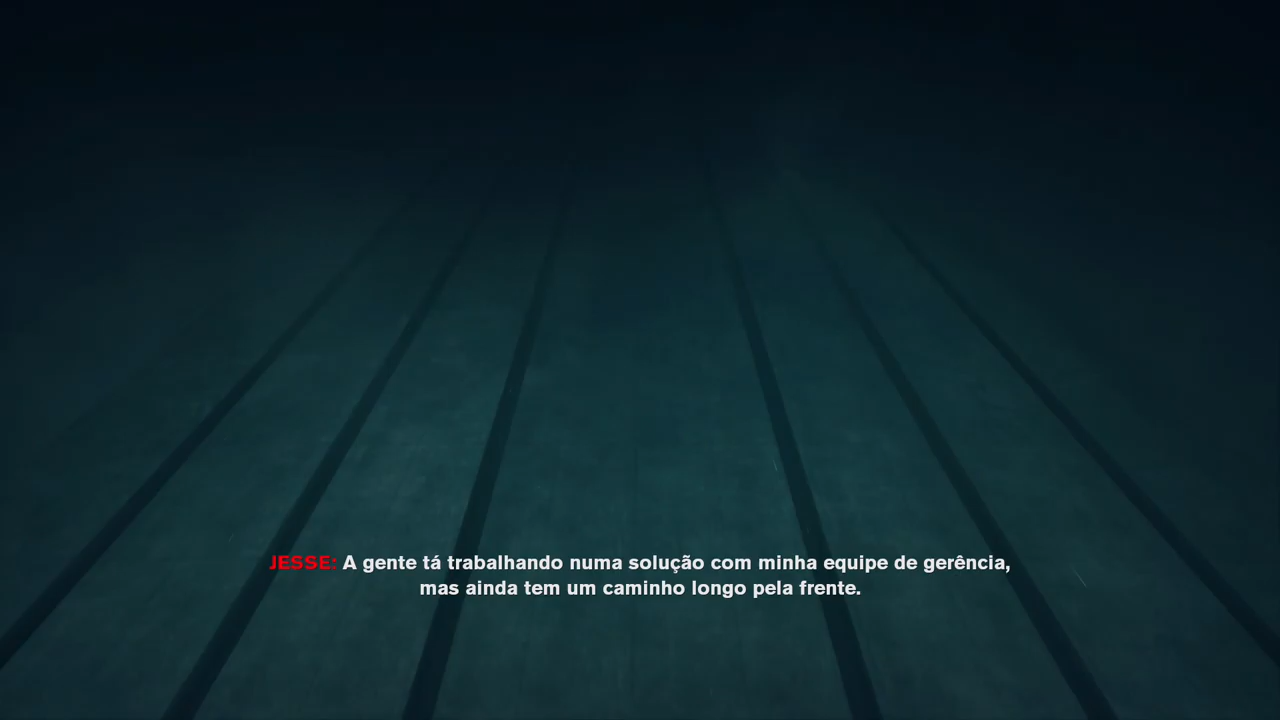 JESSE: A gente tá trabalhando numa solução com minha equipe de gerência,
mas ainda tem um caminho longo pela frente.